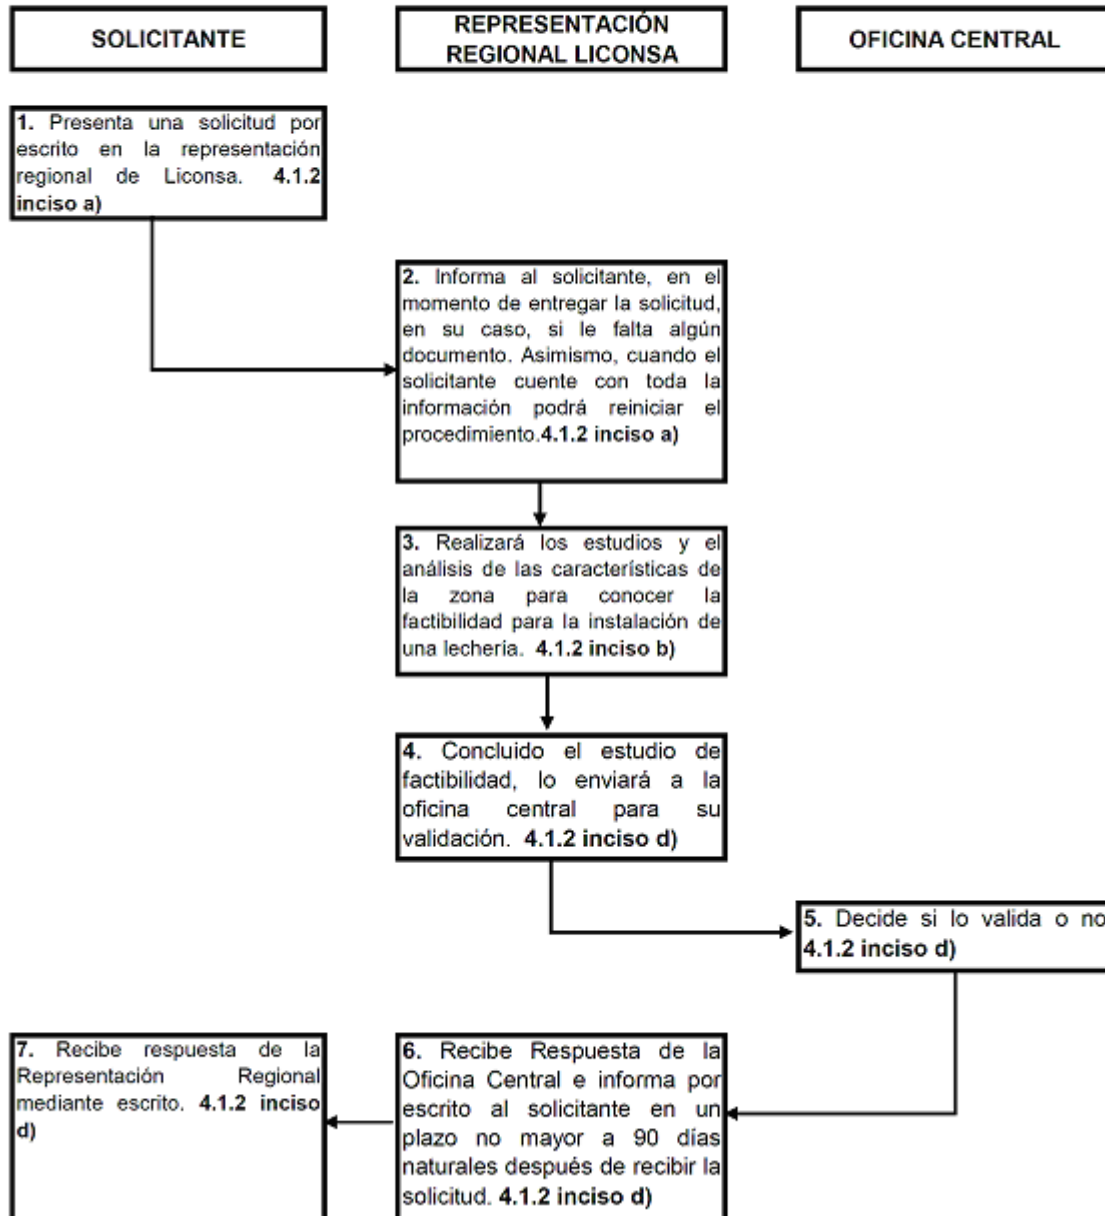 SOLICITANTE
REPRESENTACIÓN
REGIONAL LICONSA
OFICINA CENTRAL
1. Presenta una solicitud por
escrito en la representación
regional de Liconsa. 4.1.2
inciso a)
2. Informa al solicitante, en el
momento de entregar la solicitud,
en su caso, si le falta algún
documento. Asimismo, cuando el
solicitante cuente con toda la
información podrá reiniciar el
procedimiento.4.1.2 inciso a)
3. Realizará los estudios y el
análisis de las características de
la zona para conocer la
factibilidad para la instalación de
una lechería. 4.1.2 inciso b)
4. Concluido el estudio de
factibilidad, lo enviará a la
oficina central para su
validación. 4.1.2 inciso d)
5. Decide si lo valida o no
4.1.2 inciso d)
7. Recibe respuesta de la
Representación Regional
mediante escrito. 4.1.2 inciso
d)
6. Recibe Respuesta de la
Oficina Central e informa por
escrito al solicitante en un
plazo no mayor a 90 días
naturales después de recibir la
solicitud. 4.1.2 inciso d)